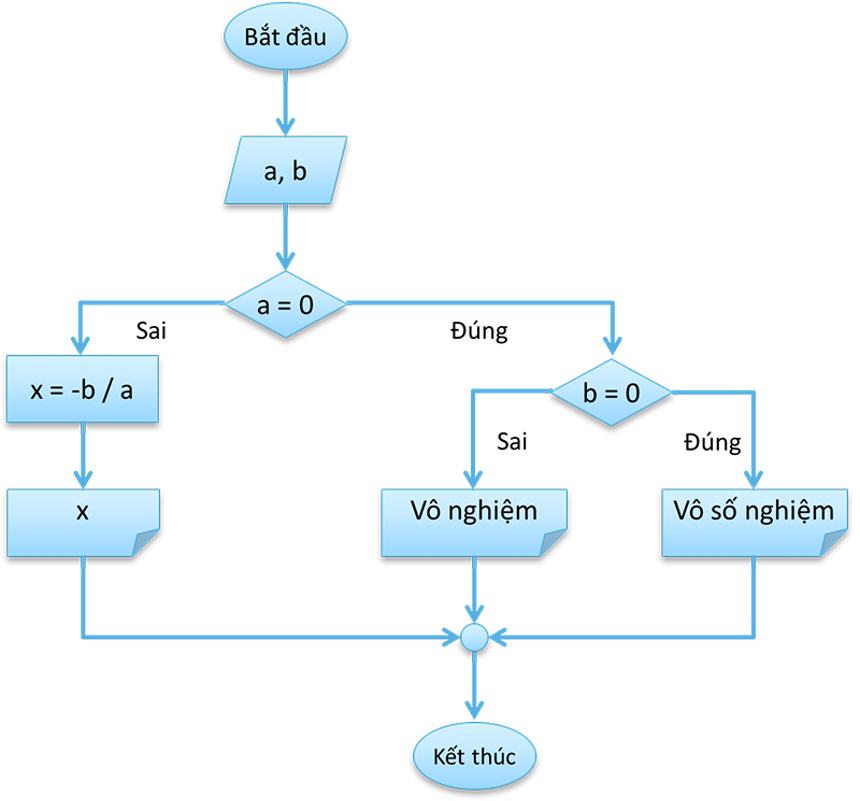 Bắt đầu
a, b
a = 0
Sai
Đúng
x = -b / a
b = 0
Sai
Đúng
x
Vô nghiệm
Vô số nghiệm
Kết thúc